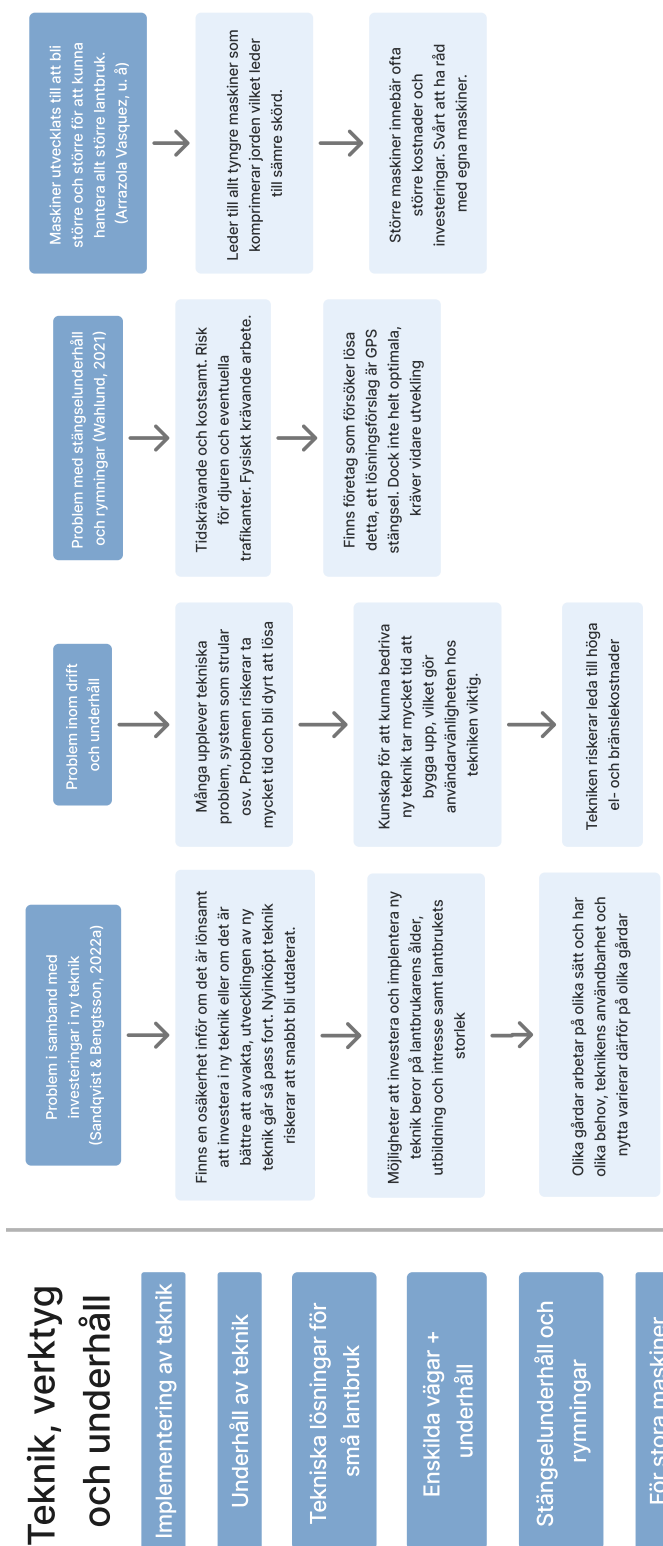 Teknik, verktyg
och underhåll
Implementering av teknik
Underhåll av teknik
Tekniska lösningar för
små lantbruk
Enskilda vägar +
underhåll
Stängselunderhåll och
rymningar
För stora maskiner
Problem i samband med
investeringar i ny teknik
(Sandqvist & Bengtsson, 2022a)
Finns en osäkerhet inför om det är lönsamt
att investera i ny teknik eller om det är
bättre att avvakta, utvecklingen av ny
teknik går så pass fort. Nyinköpt teknik
riskerar att snabbt bli utdaterat.
Möjligheter att investera och implentera ny
teknik beror på lantbrukarens ålder,
utbildning och intresse samt lantbrukets
storlek
Olika gårdar arbetar på olika sätt och har
olika behov, teknikens användbarhet och
nytta varierar därför på olika gårdar
Problem inom drift
och underhåll
Många upplever tekniska
problem, system som strular
osv. Problemen riskerar ta
mycket tid och bli dyrt att lösa
Kunskap för att kunna bedriva
ny teknik tar mycket tid att
bygga upp, vilket gör
användarvänligheten hos
tekniken viktig.
Tekniken riskerar leda till höga
el- och bränslekostnader
Problem med stängselunderhåll
och rymningar (Wahlund, 2021)
Tidskrävande och kostsamt. Risk
för djuren och eventuella
trafikanter. Fysiskt krävande arbete.
Finns företag som försöker lösa
detta, ett lösningsförslag är GPS
stängsel. Dock inte helt optimala,
kräver vidare utvekling
Maskiner utvecklats till att bli
större och större för att kunna
hantera allt större lantbruk.
(Arrazola Vasquez, u. å)
Leder till allt tyngre maskiner som
komprimerar jorden vilket leder
till sämre skörd.
Större maskiner innebär ofta
större kostnader och
investeringar. Svårt att ha råd
med egna maskiner.